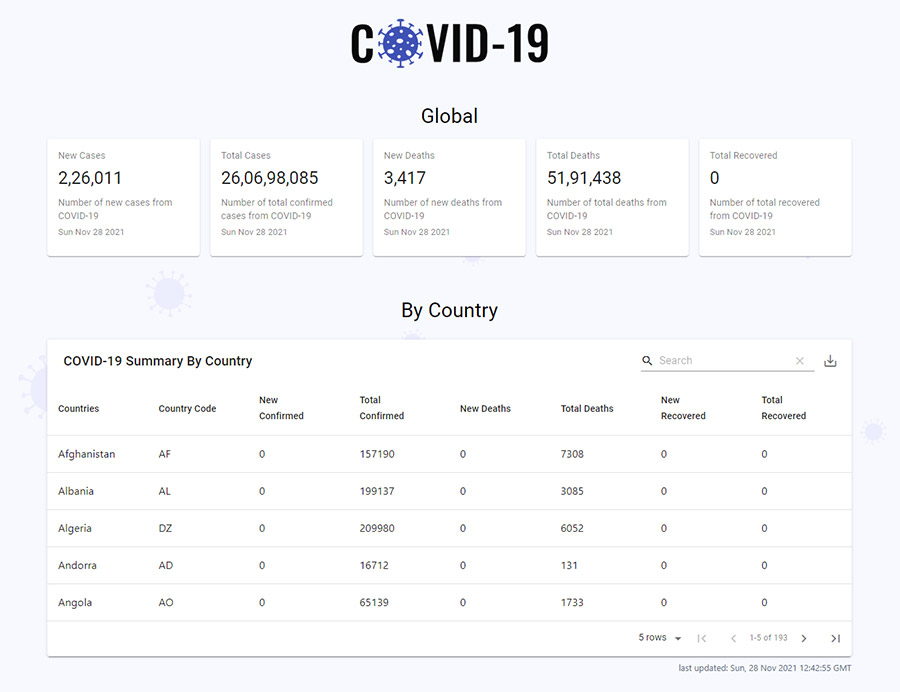 COVID-19
Global
New Cases
2,26,011
Number of new cases from
COVID-19
Sun Nov 28 2021
Total Cases
26,06,98,085
Number of total confirmed
cases from COVID-19
Sun Nov 28 2021
New Deaths
3,417
Number of new deaths from
COVID-19
Sun Nov 28 2021
Total Deaths
51,91,438
Number of total deaths from
COVID-19
Sun Nov 28 2021
Total Recovered
0
Number of total recovered
from COVID-19
Sun Nov 28 2021
By Country
COVID-19 Summary By Country
Search
Countries Country Code New Confirmed Total Confirmed New Deaths Total Deaths New Recovered Total Recovered
Afghanistan AF 0 157190 0 7308 0 0
Albania AL 0 199137 0 3085 0 0
Algeria DZ 0 209980 0 6052 0 0
Andorra AD 0 16712 0 131 0 0
Angola AO 0 65139 0 1733 0 0
5 rows 1-5 of 193
last updated: Sun, 28 Nov 2021 12:42:55 GMT